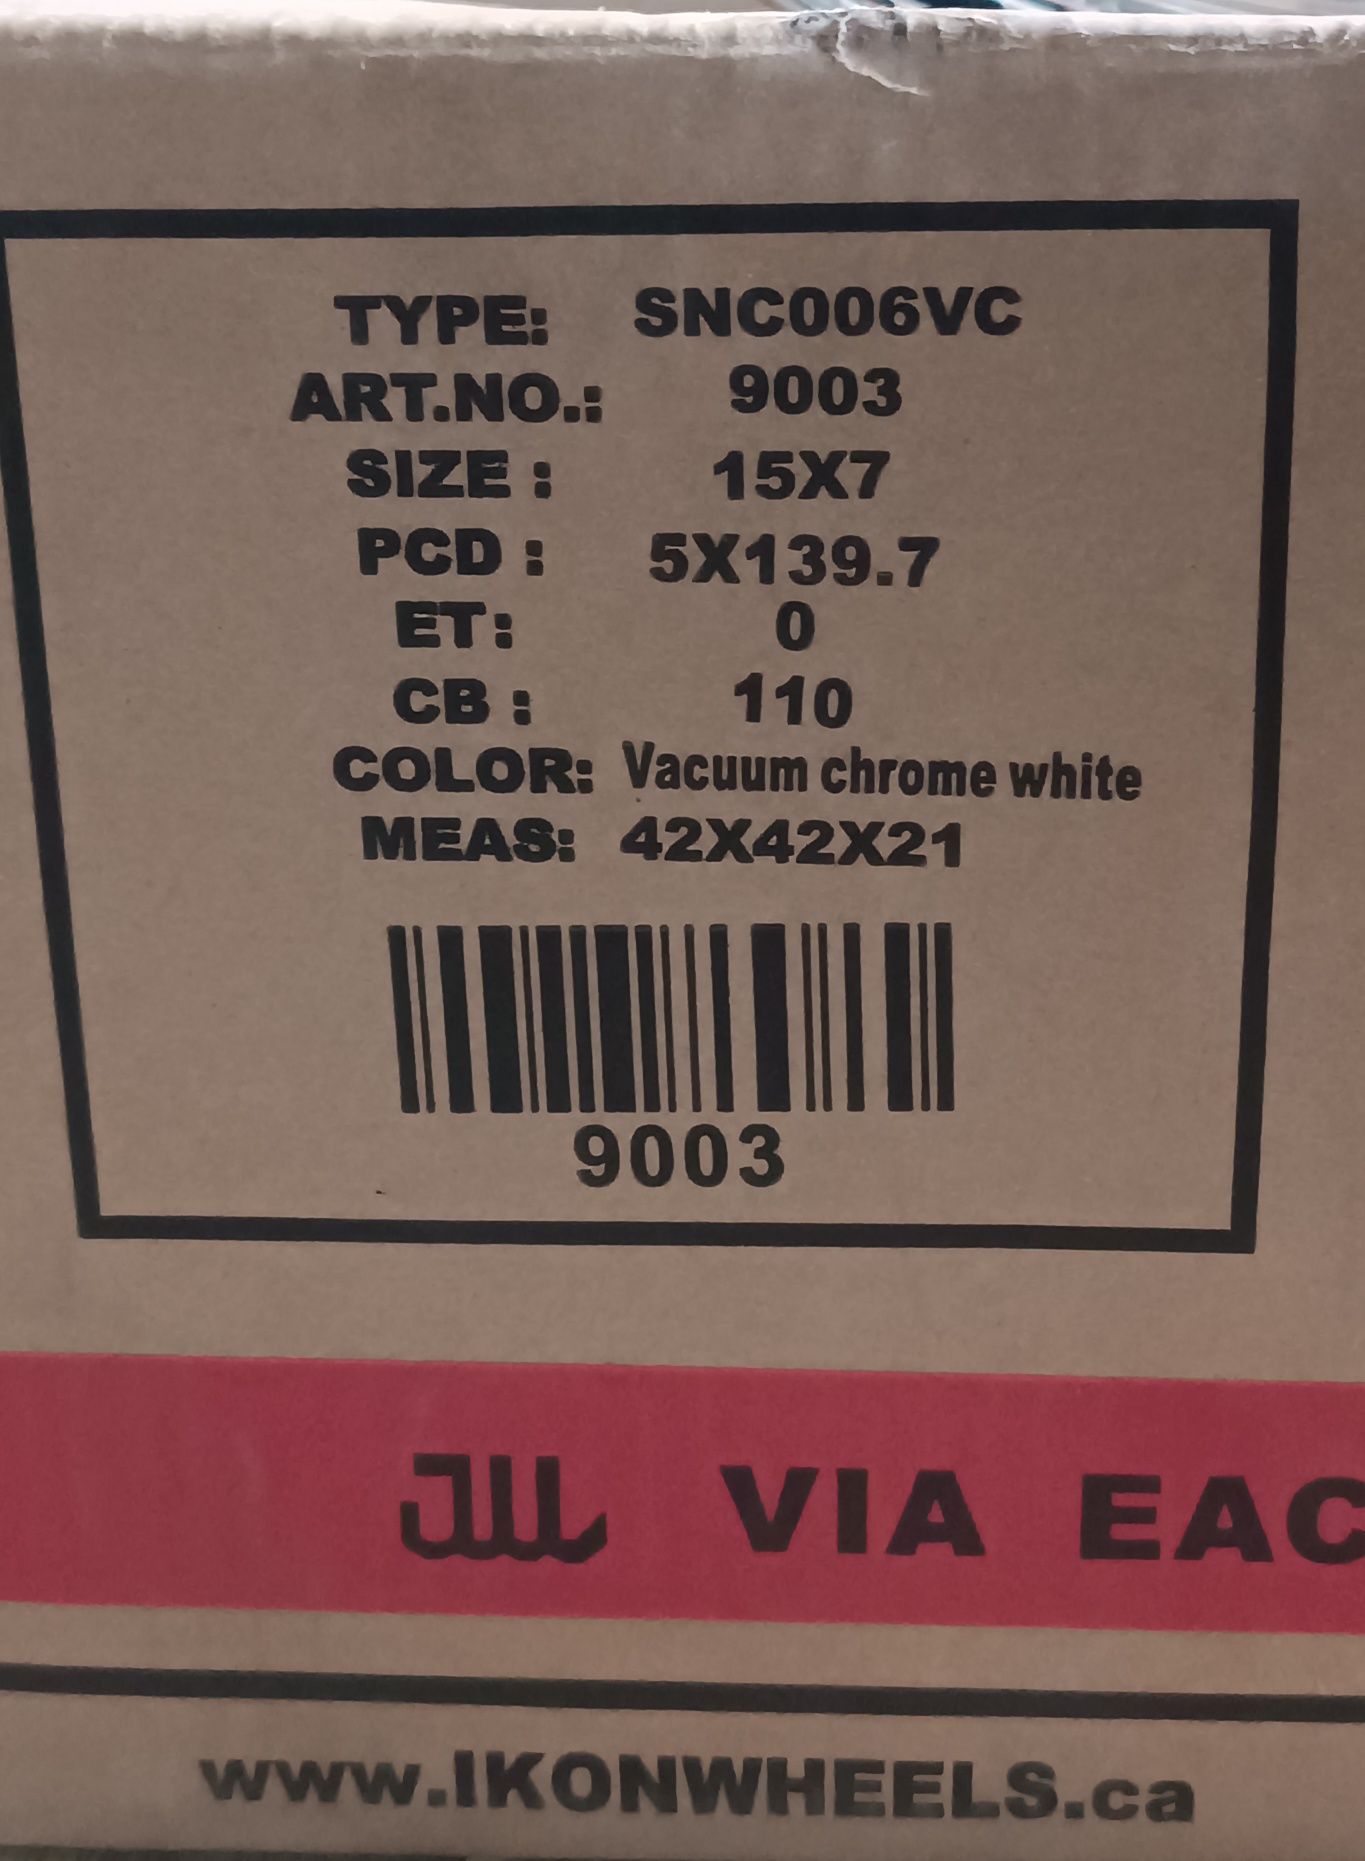 TYPE: SNC006VC
ART.NO.: 9003
SIZE : 15X7
PCD : 5X139.7
ET: 0
CB : 110
COLOR: Vacuum chrome white
MEAS: 42X42X21
9003
JWL VIA EAC
www.IKONWHEELS.ca